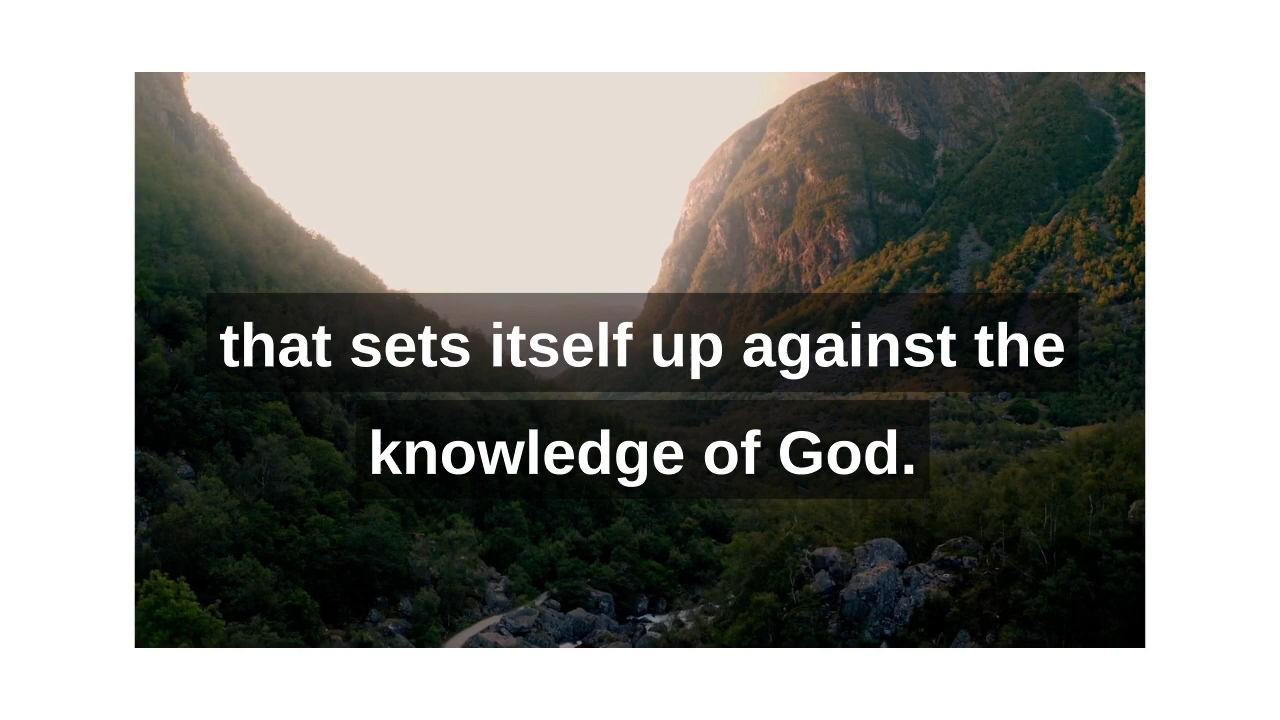 that sets itself up against the
knowledge of God.